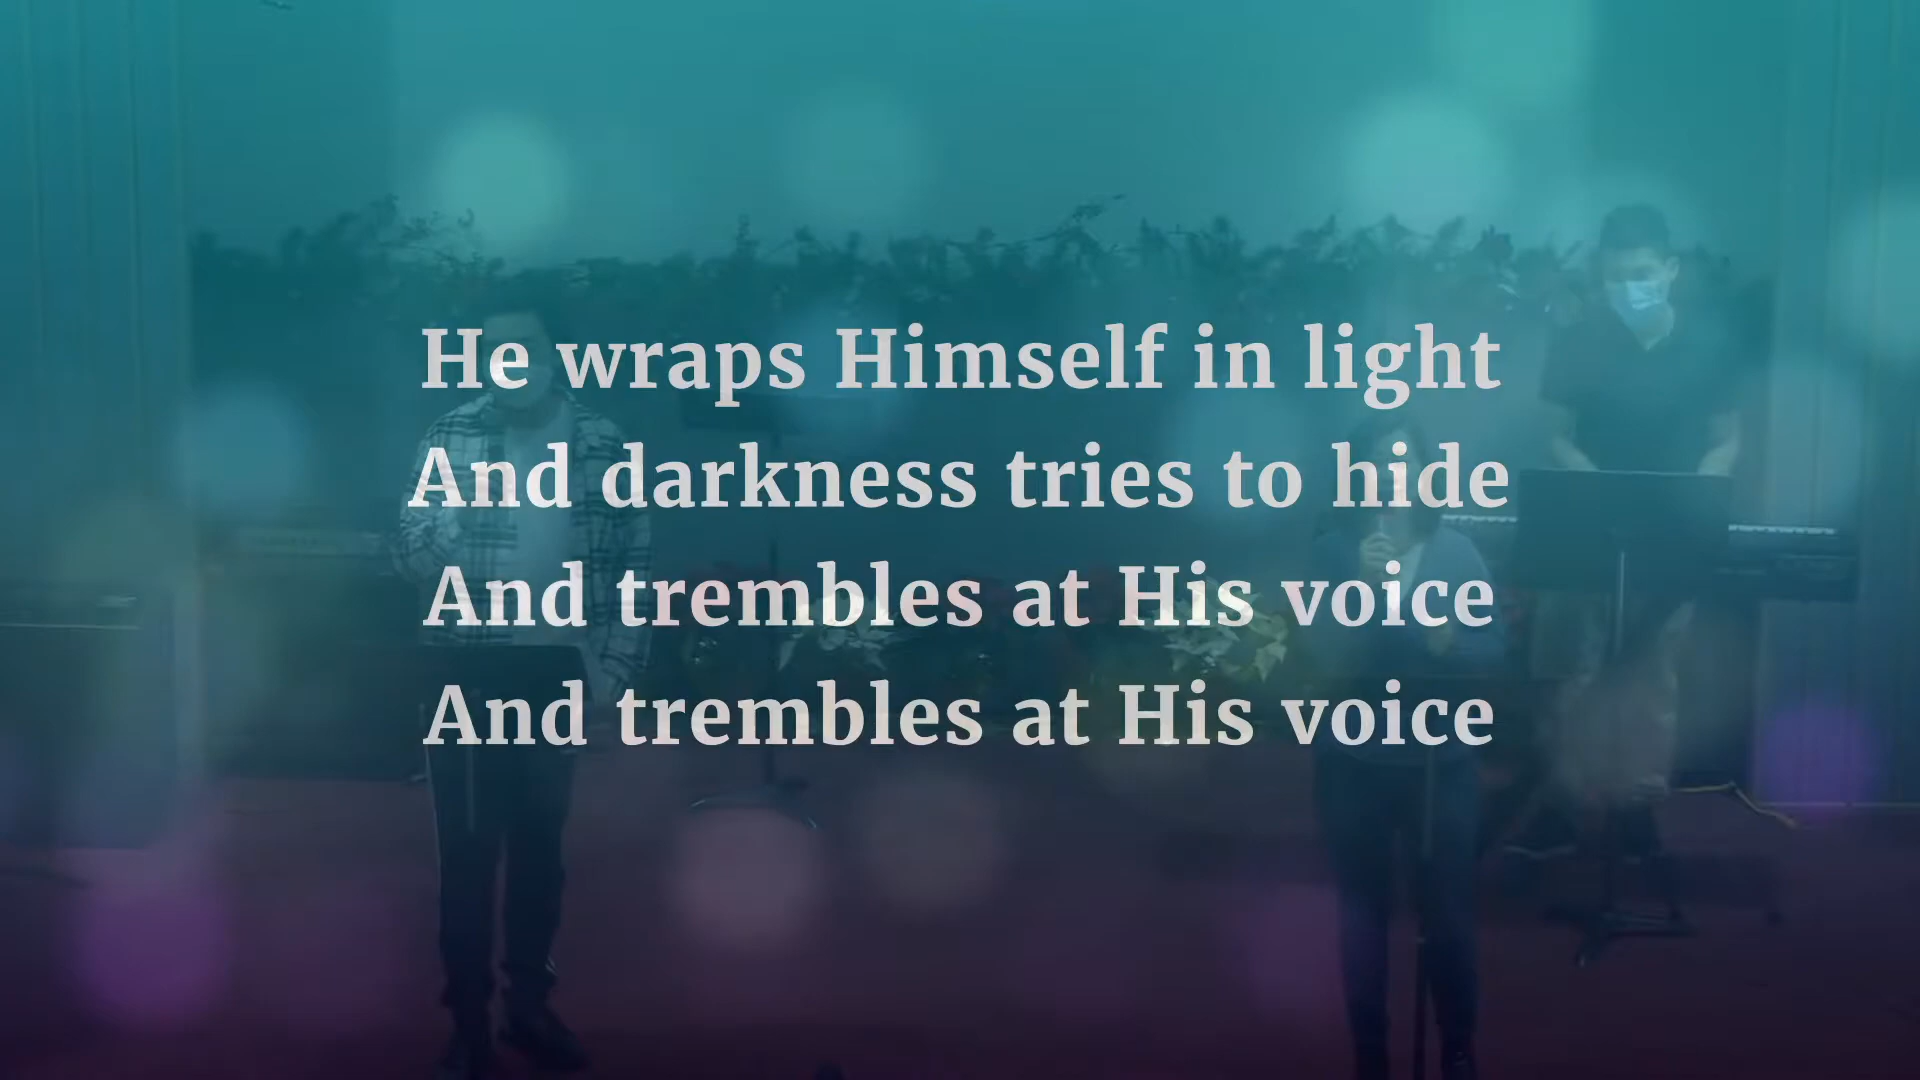 He wraps Himself in light
And darkness tries to hide
And trembles at His voice
And trembles at His voice